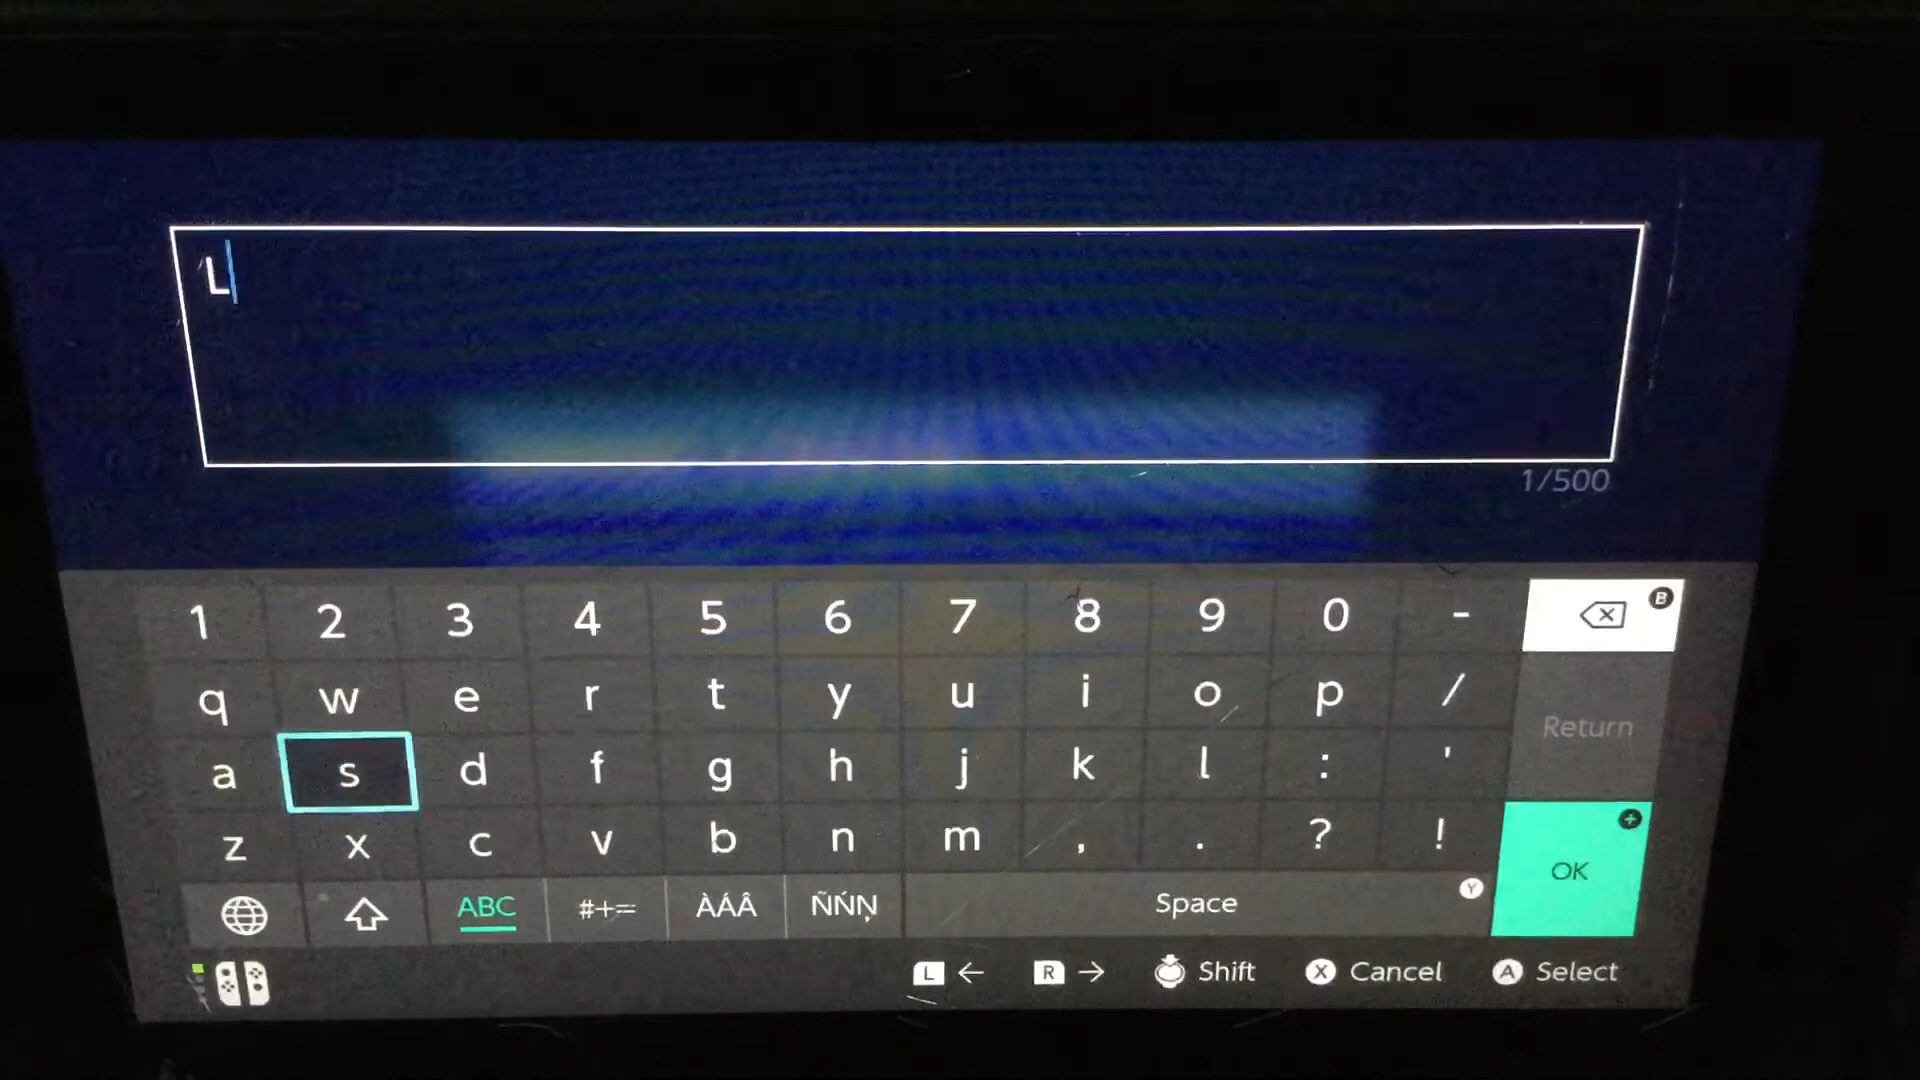 L
1/500
1 2 3 4 5 6 7 8 9 0 - B
q w e r t y u i o p / Return
a s d f g h j k l : '
z x c v b n m , . ? ! + OK
ABC #+= ÀÁÂ ÑŃŅ Space Y
L ← R → Shift X Cancel A Select